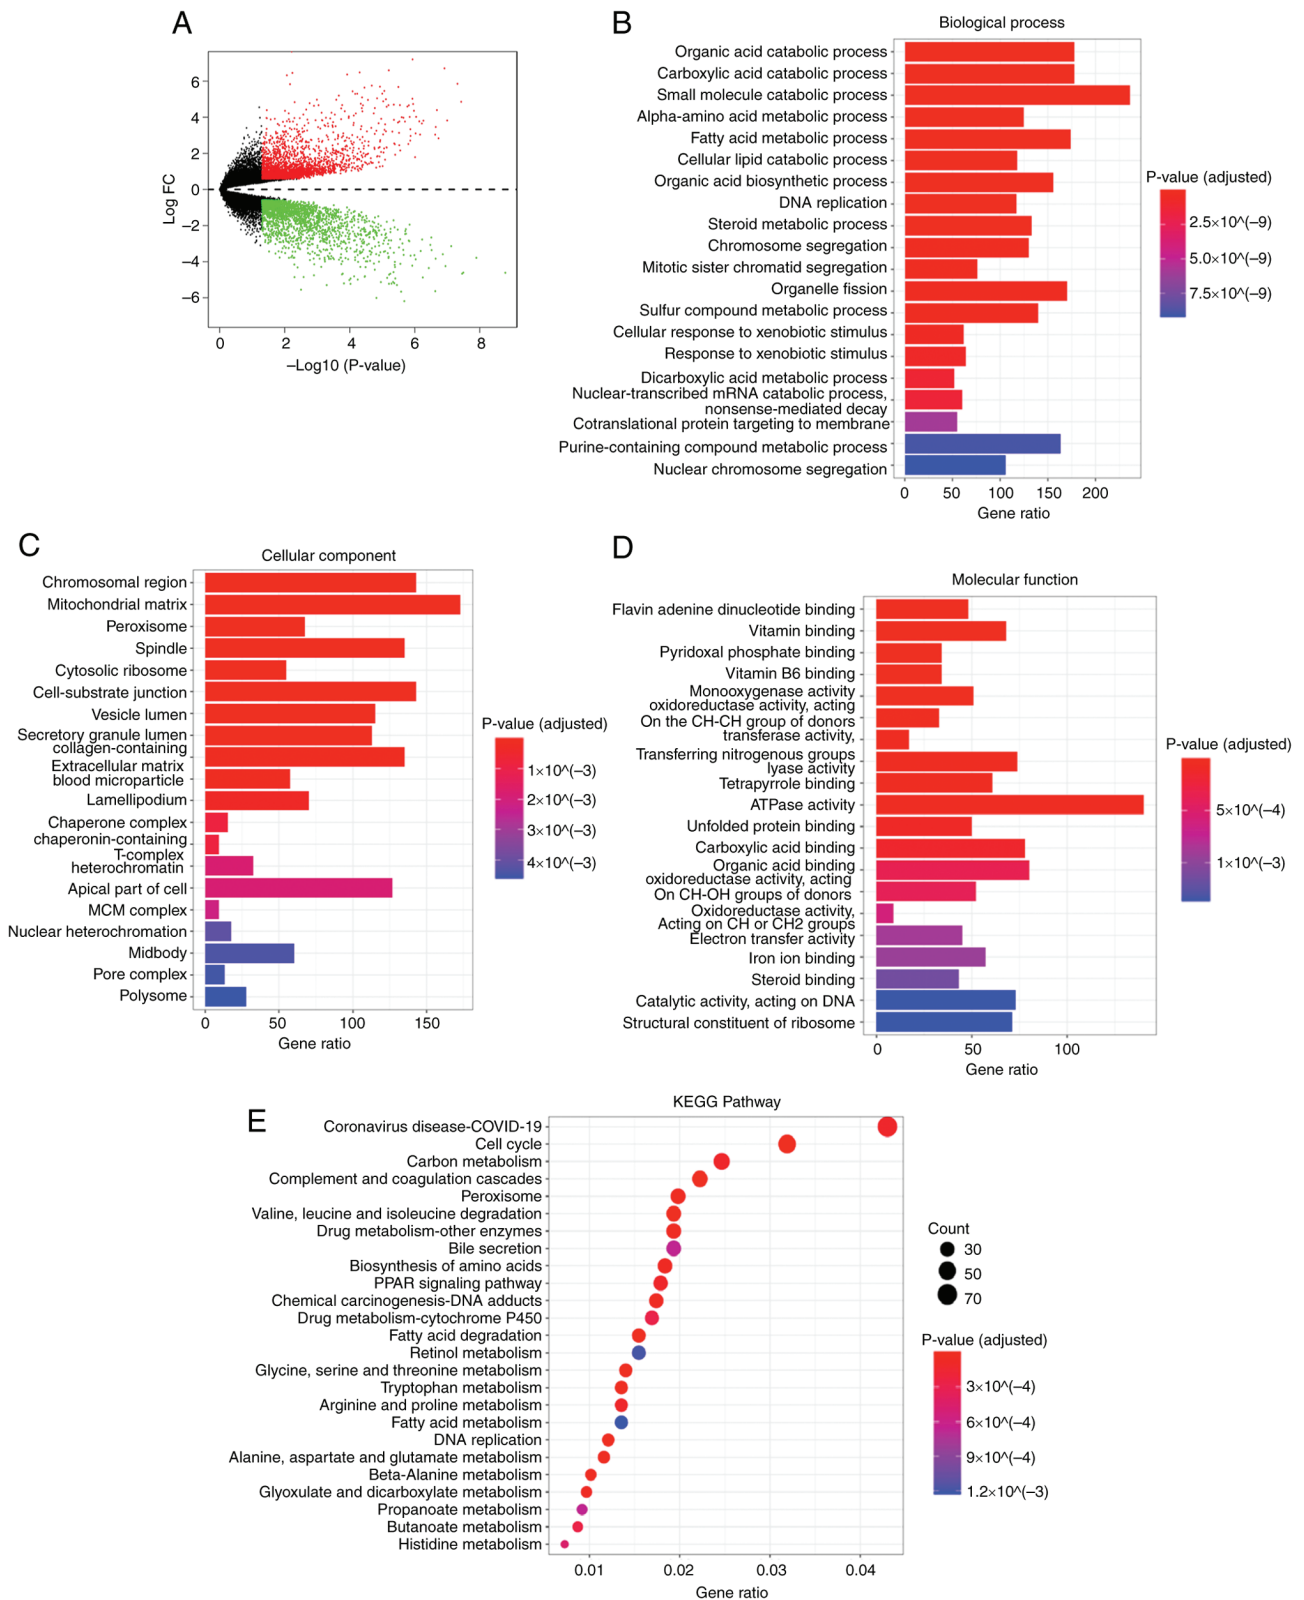 A
6
4
2
0
−2
−4
−6
Log FC
0
2
4
6
8
−Log10 (P-value)
B
Biological process
Organic acid catabolic process
Carboxylic acid catabolic process
Small molecule catabolic process
Alpha-amino acid metabolic process
Fatty acid metabolic process
Cellular lipid catabolic process
Organic acid biosynthetic process
DNA replication
Steroid metabolic process
Chromosome segregation
Mitotic sister chromatid segregation
Organelle fission
Sulfur compound metabolic process
Cellular response to xenobiotic stimulus
Response to xenobiotic stimulus
Dicarboxylic acid metabolic process
Nuclear-transcribed mRNA catabolic process,
nonsense-mediated decay
Cotranslational protein targeting to membrane
Purine-containing compound metabolic process
Nuclear chromosome segregation
0
50
100
150
200
Gene ratio
P-value (adjusted)
2.5×10^(−9)
5.0×10^(−9)
7.5×10^(−9)
C
Cellular component
Chromosomal region
Mitochondrial matrix
Peroxisome
Spindle
Cytosolic ribosome
Cell-substrate junction
Vesicle lumen
Secretory granule lumen
collagen-containing
Extracellular matrix
blood microparticle
Lamellipodium
Chaperone complex
chaperonin-containing
T-complex
heterochromatin
Apical part of cell
MCM complex
Nuclear heterochromation
Midbody
Pore complex
Polysome
0
50
100
150
Gene ratio
P-value (adjusted)
1×10^(−3)
2×10^(−3)
3×10^(−3)
4×10^(−3)
D
Molecular function
Flavin adenine dinucleotide binding
Vitamin binding
Pyridoxal phosphate binding
Vitamin B6 binding
Monooxygenase activity
oxidoreductase activity, acting
On the CH-CH group of donors
transferase activity,
Transferring nitrogenous groups
lyase activity
Tetrapyrrole binding
ATPase activity
Unfolded protein binding
Carboxylic acid binding
Organic acid binding
oxidoreductase activity, acting
On CH-OH groups of donors
Oxidoreductase activity,
Acting on CH or CH2 groups
Electron transfer activity
Iron ion binding
Steroid binding
Catalytic activity, acting on DNA
Structural constituent of ribosome
0
50
100
Gene ratio
P-value (adjusted)
5×10^(−4)
1×10^(−3)
E
KEGG Pathway
Coronavirus disease-COVID-19
Cell cycle
Carbon metabolism
Complement and coagulation cascades
Peroxisome
Valine, leucine and isoleucine degradation
Drug metabolism-other enzymes
Bile secretion
Biosynthesis of amino acids
PPAR signaling pathway
Chemical carcinogenesis-DNA adducts
Drug metabolism-cytochrome P450
Fatty acid degradation
Retinol metabolism
Glycine, serine and threonine metabolism
Tryptophan metabolism
Arginine and proline metabolism
Fatty acid metabolism
DNA replication
Alanine, aspartate and glutamate metabolism
Beta-Alanine metabolism
Glyoxulate and dicarboxylate metabolism
Propanoate metabolism
Butanoate metabolism
Histidine metabolism
0.01
0.02
0.03
0.04
Gene ratio
Count
30
50
70
P-value (adjusted)
3×10^(−4)
6×10^(−4)
9×10^(−4)
1.2×10^(−3)